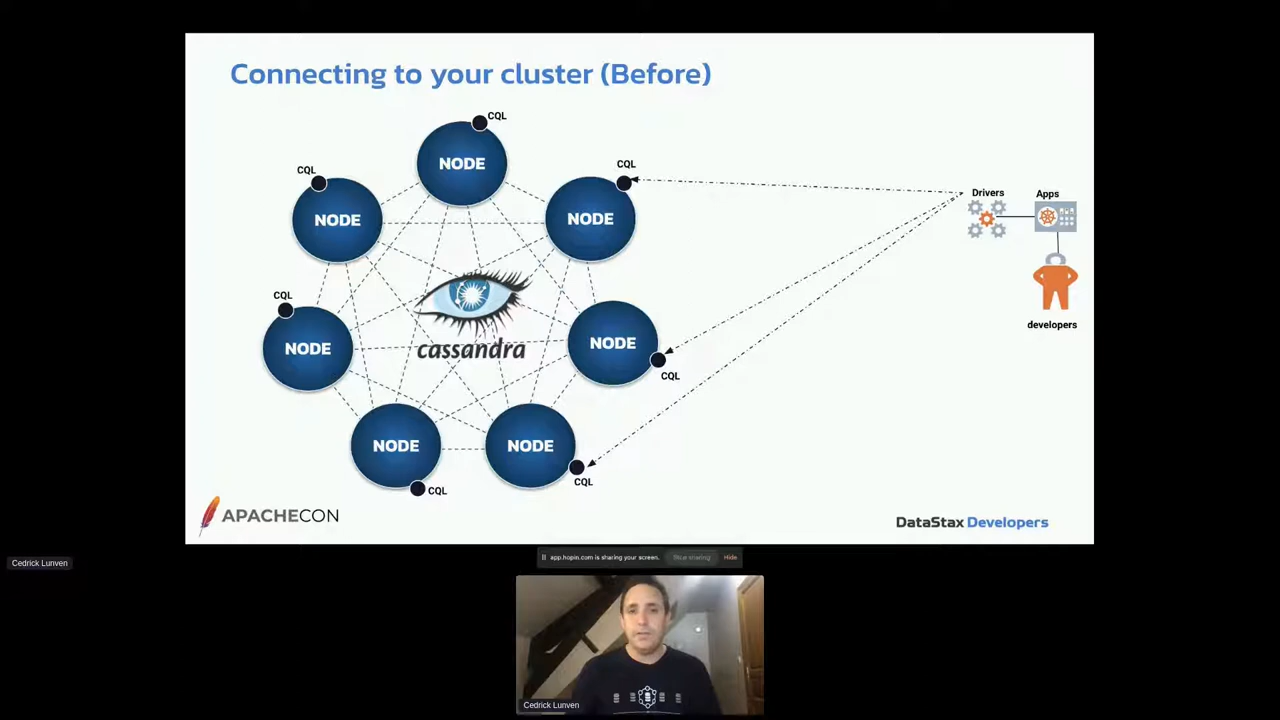 Connecting to your cluster (Before)
CQL
NODE
CQL
NODE
CQL
NODE
CQL
NODE
NODE
CQL
NODE
CQL
NODE
CQL
cassandra
Drivers
Apps
developers
APACHECON
DataStax Developers
Cedrick Lunven
app.hopin.com is sharing your screen.
Stop sharing
Hide
Cedrick Lunven